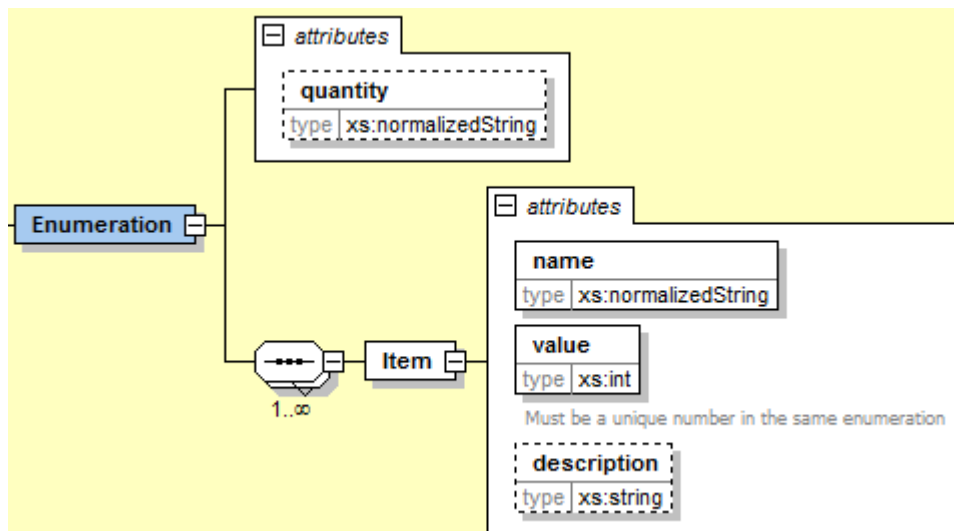 attributes
quantity
type xs:normalizedString
Enumeration
attributes
name
type xs:normalizedString
value
type xs:int
Must be a unique number in the same enumeration
Item
1..∞
description
type xs:string